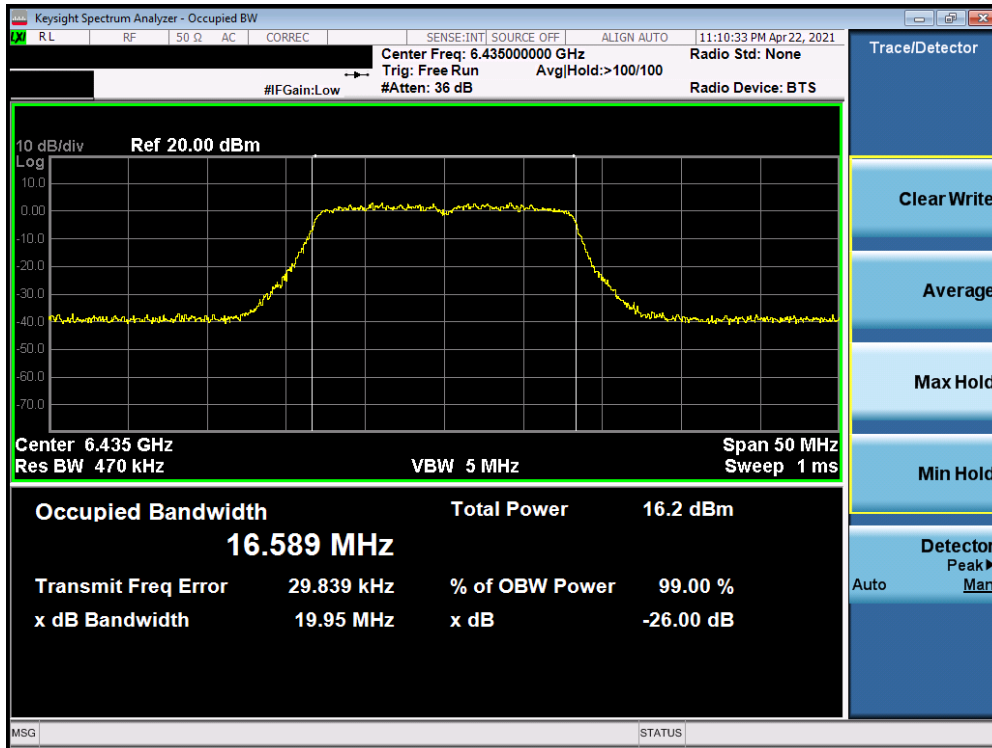 Keysight Spectrum Analyzer - Occupied BW
LXI RL RF 50 Ω AC CORREC SENSE:INT SOURCE OFF ALIGN AUTO 11:10:33 PM Apr 22, 2021
Center Freq: 6.435000000 GHz Radio Std: None
Trig: Free Run Avg|Hold:>100/100
#IFGain:Low #Atten: 36 dB Radio Device: BTS
Trace/Detector
10 dB/div Ref 20.00 dBm
Log
10.0
0.00
-10.0
-20.0
-30.0
-40.0
-50.0
-60.0
-70.0
Center 6.435 GHz Span 50 MHz
Res BW 470 kHz VBW 5 MHz Sweep 1 ms
Occupied Bandwidth Total Power 16.2 dBm
16.589 MHz
Transmit Freq Error 29.839 kHz % of OBW Power 99.00 %
x dB Bandwidth 19.95 MHz x dB -26.00 dB
Clear Write
Average
Max Hold
Min Hold
Detector
Peak▶
Auto Man
MSG STATUS